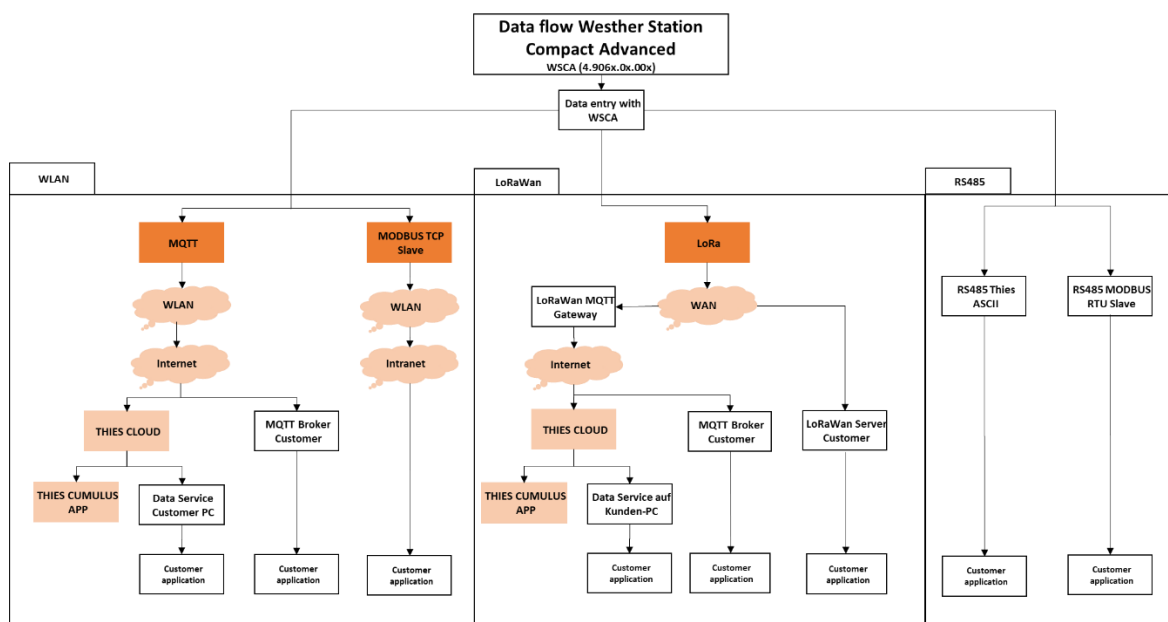 Data flow Westher Station
Compact Advanced
WSCA (4.906x.0x.00x)
Data entry with
WSCA
WLAN
LoRaWan
RS485
MQTT
MODBUS TCP
Slave
LoRa
WLAN
WLAN
LoRaWan MQTT
Gateway
WAN
RS485 Thies
ASCII
RS485 MODBUS
RTU Slave
Internet
Intranet
Internet
THIES CLOUD
MQTT Broker
Customer
THIES CLOUD
MQTT Broker
Customer
LoRaWan Server
Customer
THIES CUMULUS
APP
Data Service
Customer PC
THIES CUMULUS
APP
Data Service auf
Kunden-PC
Customer
application
Customer
application
Customer
application
Customer
application
Customer
application
Customer
application
Customer
application
Customer
application